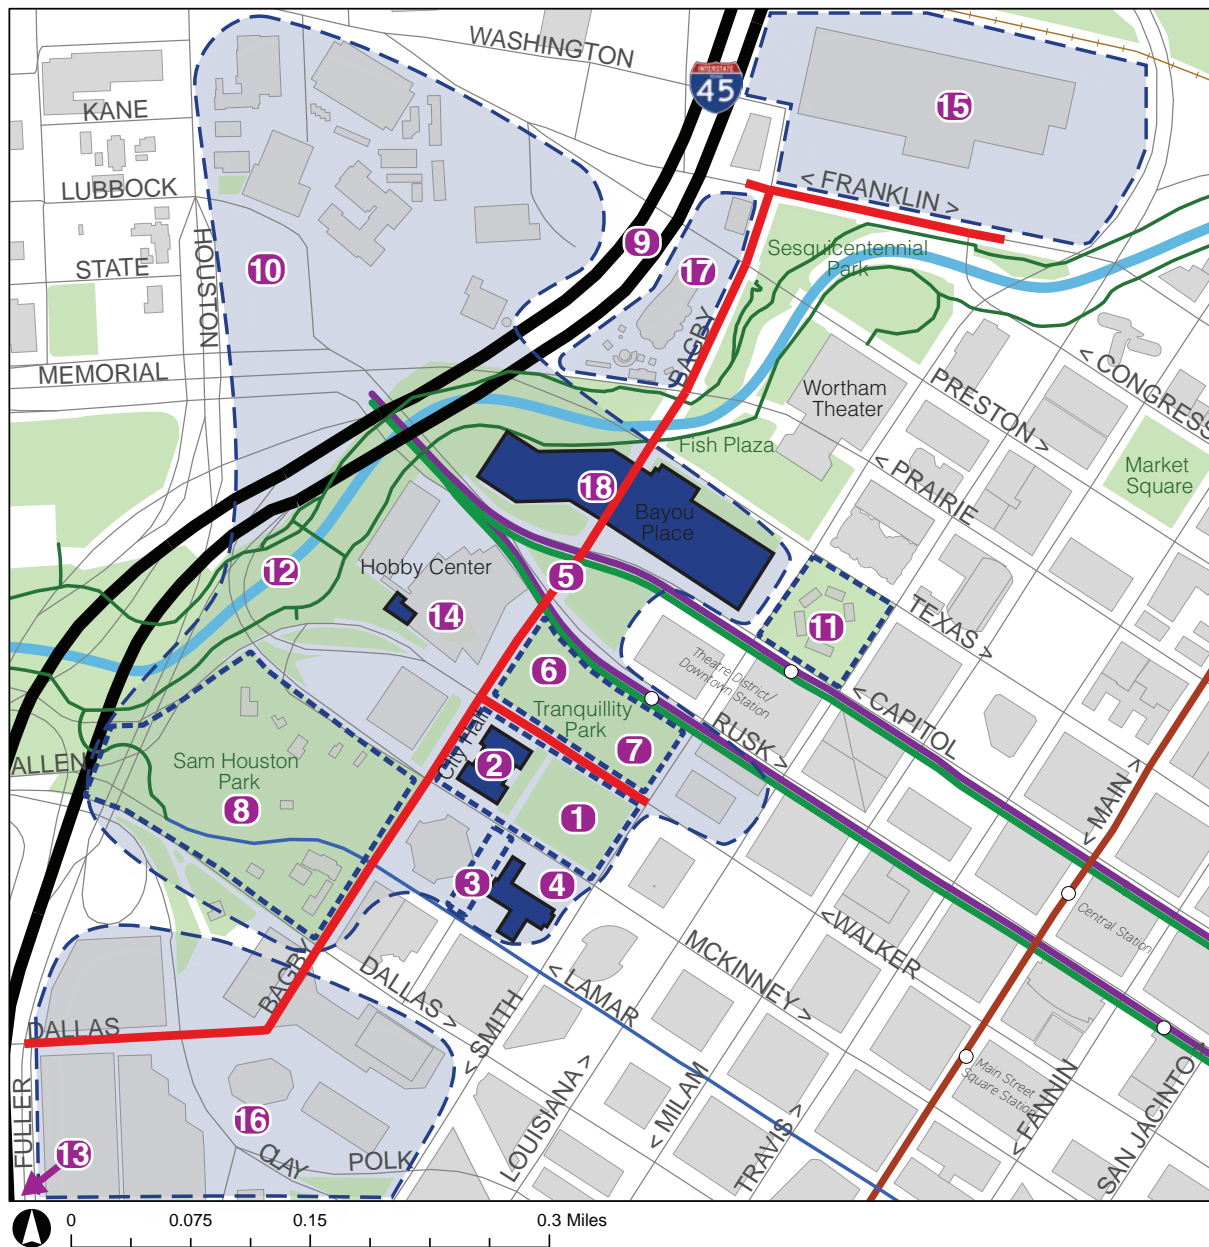 WASHINGTON
INTERSTATE
TEXAS
45
15
KANE
LUBBOCK
< FRANKLIN >
HOUSTON
STATE
10
9
17
Sesquicentennial
Park
BAGBY
MEMORIAL
< CONGRESS
PRESTON >
Wortham
Theater
Fish Plaza
< PRAIRIE
Market
Square
18
Bayou
Place
12
Hobby Center
5
14
11
TEXAS >
6
Theatre District/
Downtown Station
< CAPITOL
Tranquillity
Park
RUSK >
7
City Hall
2
ALLEN
Sam Houston
Park
8
1
< MAIN >
3
4
Central Station
<WALKER
MCKINNEY >
BAGBY
DALLAS >
< LAMAR
< SMITH
DALLAS
LOUISIANA >
< MILAM
TRAVIS >
Main Street
Square Station
< FANNIN
SAN JACINTO
FULLER
16
13
CLAY
POLK
0
0.075
0.15
0.3 Miles